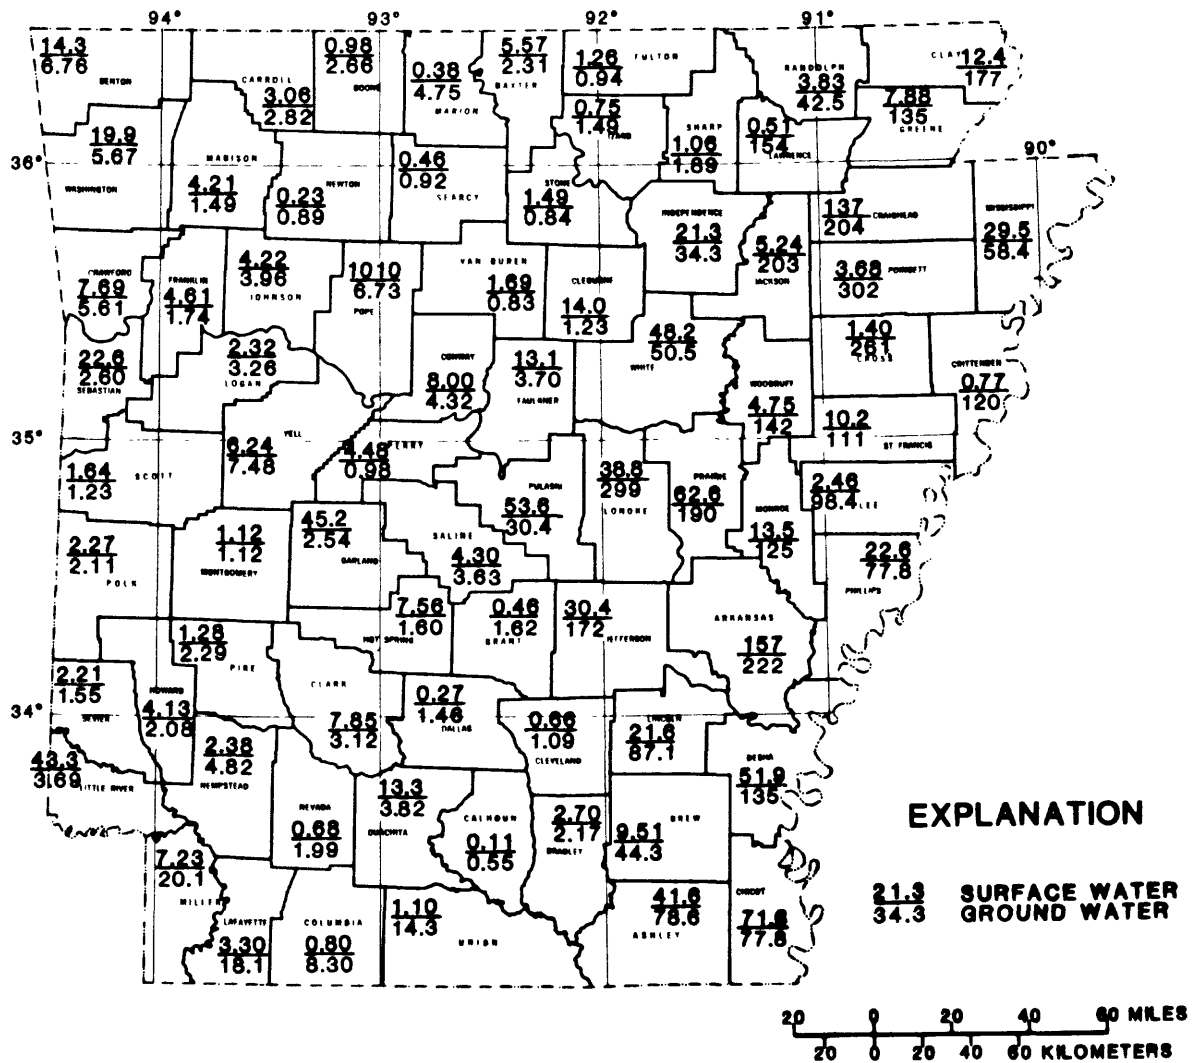 94° 93° 92° 91°
14.3
6.76
BENTON
CARROLL
3.06
2.82
0.98
2.66
BOONE
0.38
4.75
MARION
5.57
2.31
BAXTER
1.26
0.94
FULTON
RANDOLPH
3.83
42.5
CLAY
12.4
177
19.9
5.67
WASHINGTON
MADISON
4.21
1.49
NEWTON
0.23
0.89
0.46
0.92
SEARCY
0.75
1.49
IZARD
STONE
1.49
0.84
SHARP
1.06
1.89
0.51
154
LAWRENCE
7.88
135
GREENE
36°
90°
INDEPENDENCE
21.3
34.3
5.24
203
JACKSON
137
204
CRAIGHEAD
MISSISSIPPI
29.5
58.4
CRAWFORD
7.69
5.61
FRANKLIN
4.61
1.74
4.22
3.96
JOHNSON
1010
6.73
POPE
VAN BUREN
1.69
0.83
CLEBURNE
14.0
1.23
3.68
302
POINSETT
22.6
2.60
SEBASTIAN
2.32
3.26
LOGAN
CONWAY
8.00
4.32
13.1
3.70
FAULKNER
48.2
50.5
WHITE
WOODRUFF
4.75
142
1.40
261
CROSS
CRITTENDEN
0.77
120
35°
1.64
1.23
SCOTT
YELL
6.24
7.48
4.48
0.98
PERRY
PULASKI
53.6
30.4
38.8
299
LONOKE
PRAIRIE
62.6
190
10.2
111
ST FRANCIS
2.46
98.4
LEE
MONROE
13.5
125
2.27
2.11
POLK
1.12
1.12
MONTGOMERY
45.2
2.54
GARLAND
SALINE
4.30
3.63
22.6
77.8
PHILLIPS
7.56
1.60
HOT SPRING
0.46
1.62
GRANT
30.4
172
JEFFERSON
ARKANSAS
157
222
1.28
2.29
PIKE
2.21
1.55
SEVIER
HOWARD
4.13
2.08
CLARK
7.85
3.12
0.27
1.46
DALLAS
0.66
1.09
CLEVELAND
LINCOLN
21.6
87.1
34°
43.3
3.69
LITTLE RIVER
2.38
4.82
HEMPSTEAD
NEVADA
0.68
1.99
13.3
3.82
OUACHITA
CALHOUN
0.11
0.55
2.70
2.17
BRADLEY
9.51
44.3
DREW
DESHA
51.9
135
7.23
20.1
MILLER
LAFAYETTE
3.30
18.1
COLUMBIA
0.80
8.30
1.10
14.3
UNION
41.6
78.6
ASHLEY
CHICOT
71.6
77.8
EXPLANATION
21.3 SURFACE WATER
34.3 GROUND WATER
20 0 20 40 60 MILES
20 0 20 40 60 KILOMETERS